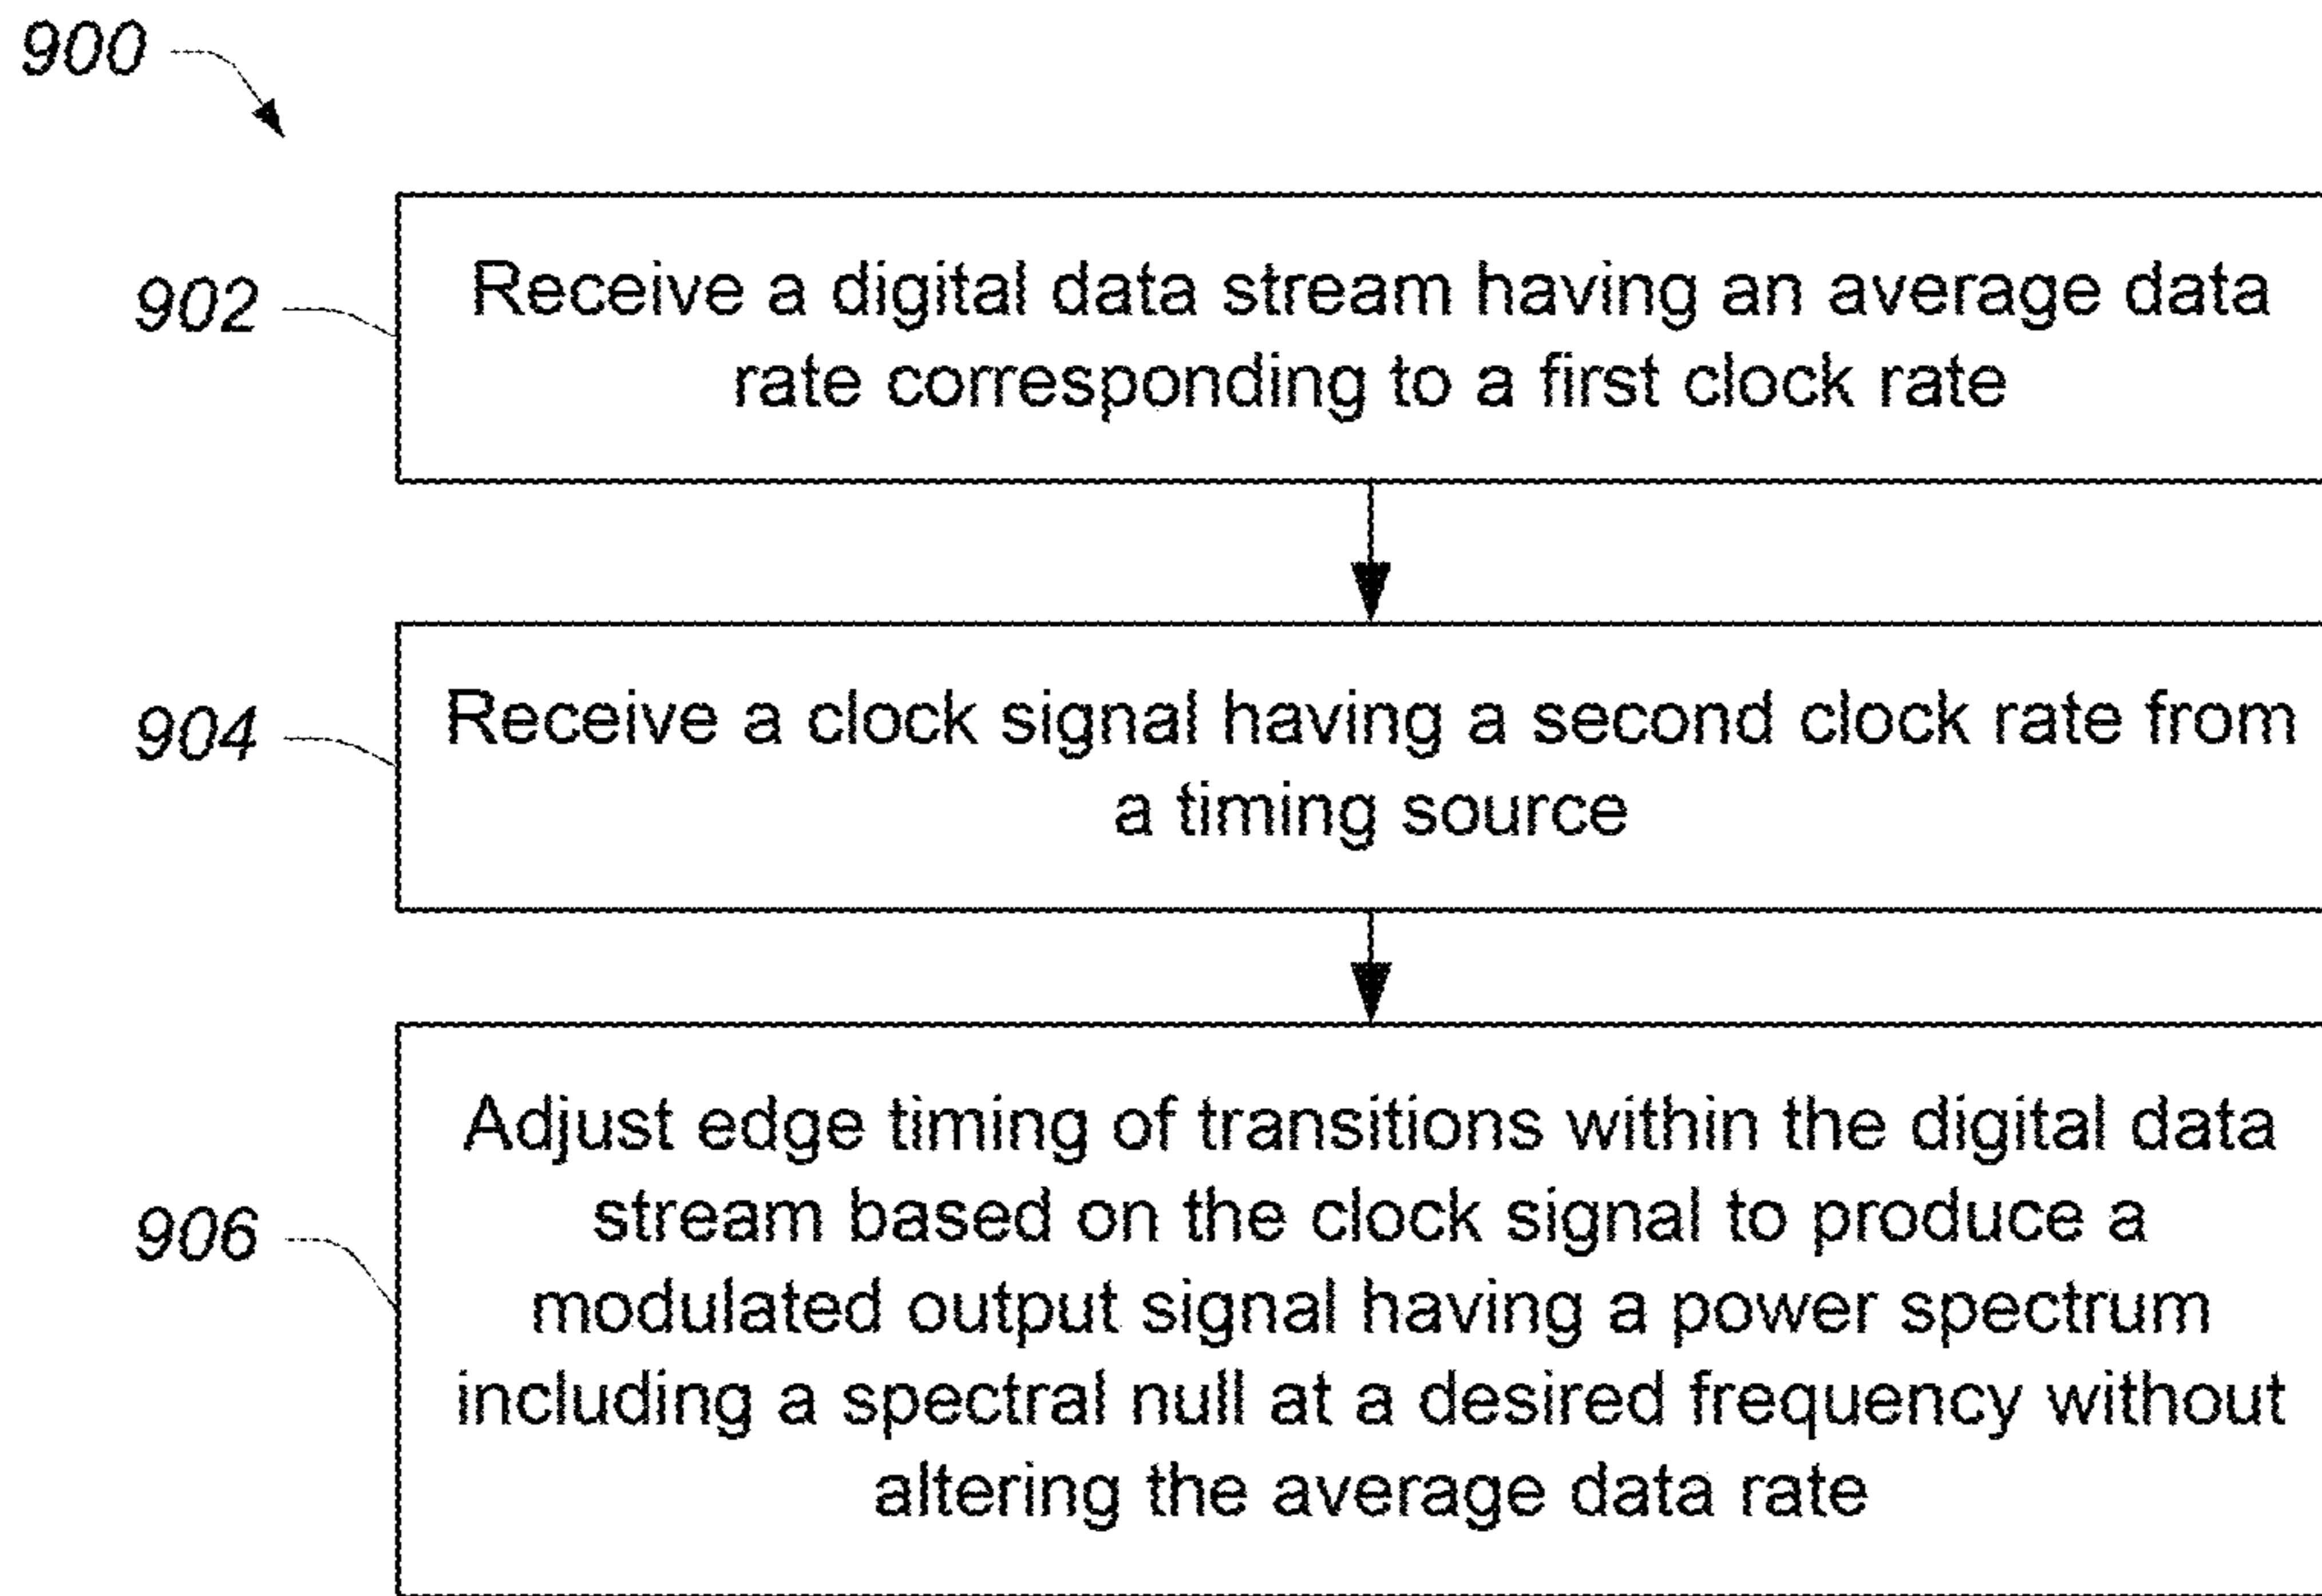 900
902
Receive a digital data stream having an average data
rate corresponding to a first clock rate
904
Receive a clock signal having a second clock rate from
a timing source
906
Adjust edge timing of transitions within the digital data
stream based on the clock signal to produce a
modulated output signal having a power spectrum
including a spectral null at a desired frequency without
altering the average data rate